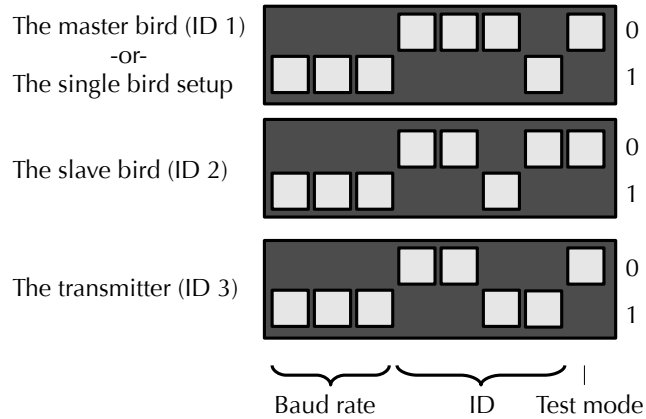 The master bird (ID 1)
-or-
The single bird setup
0
1
The slave bird (ID 2)
0
1
The transmitter (ID 3)
0
1
Baud rate ID Test mode